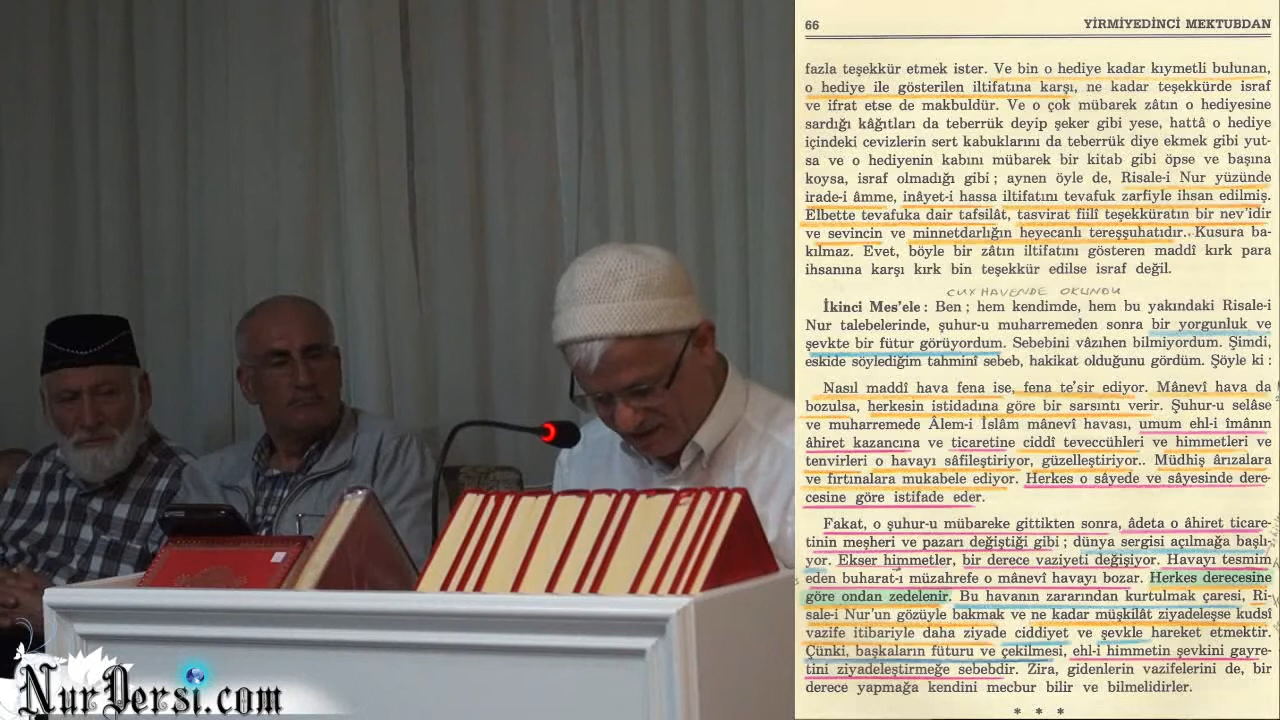 66 YİRMİYEDİNCİ MEKTUBDAN
fazla teşekkür etmek ister. Ve bin o hediye kadar kıymetli bulunan,
o hediye ile gösterilen iltifatına karşı, ne kadar teşekkürde israf
ve ifrat etse de makbuldür. Ve o çok mübarek zâtın o hediyesine
sardığı kâğıtları da teberrük deyip şeker gibi yese, hattâ o hediye
içindeki cevizlerin sert kabuklarını da teberrük diye ekmek gibi yut-
sa ve o hediyenin kabını mübarek bir kitab gibi öpse ve başına
koysa, israf olmadığı gibi; aynen öyle de, Risale-i Nur yüzünde
irade-i âmme, inâyet-i hassa iltifatını tevafuk zarfiyle ihsan edilmiş.
Elbette tevafuka dair tafsilât, tasvirat fiilî teşekküratın bir nev'idir
ve sevincin ve minnetdarlığın heyecanlı tereşşuhatıdır.. Kusura ba-
kılmaz. Evet, böyle bir zâtın iltifatını gösteren maddî kırk para
ihsanına karşı kırk bin teşekkür edilse israf değil.
CUXHAVENDE OKUNDU
İkinci Mes'ele: Ben; hem kendimde, hem bu yakındaki Risale-i
Nur talebelerinde, şuhur-u muharremeden sonra bir yorgunluk ve
şevkte bir fütur görüyordum. Sebebini vâzıhen bilmiyordum. Şimdi,
eskide söylediğim tahminî sebeb, hakikat olduğunu gördüm. Şöyle ki:
Nasıl maddî hava fena ise, fena te'sir ediyor. Mânevî hava da
bozulsa, herkesin istidadına göre bir sarsıntı verir. Şuhur-u selâse
ve muharremede Âlem-i İslâm mânevî havası, umum ehl-i îmânın
âhiret kazancına ve ticaretine ciddî teveccühleri ve himmetleri ve
tenvirleri o havayı sâfileştiriyor, güzelleştiriyor.. Müdhiş ârızalara
ve fırtınalara mukabele ediyor. Herkes o sâyede ve sâyesinde dere-
cesine göre istifade eder.
Fakat, o şuhur-u mübareke gittikten sonra, âdeta o âhiret ticare-
tinin meşheri ve pazarı değiştiği gibi; dünya sergisi açılmağa başlı-
yor. Ekser himmetler, bir derece vaziyeti değişiyor. Havayı tesmim
eden buharat-ı müzahrefe o mânevî havayı bozar. Herkes derecesine
göre ondan zedelenir. Bu havanın zararından kurtulmak çaresi, Ri-
sale-i Nur'un gözüyle bakmak ve ne kadar müşkilât ziyadeleşse kudsî
vazife itibariyle daha ziyade ciddiyet ve şevkle hareket etmektir.
Çünki, başkaların füturu ve çekilmesi, ehl-i himmetin şevkini gayre-
tini ziyadeleştirmeğe sebebdir. Zira, gidenlerin vazifelerini de, bir
derece yapmağa kendini mecbur bilir ve bilmelidirler.
* * *
NurDersi.com